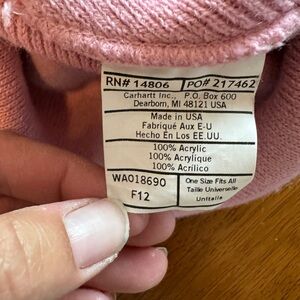 RN# 14806 PO# 217462
Carhartt Inc., P.O. Box 600
Dearborn, MI 48121 USA
Made in USA
Fabriqué Aux E-U
Hecho En Los EE.UU.
100% Acrylic
100% Acrylique
100% Acrílico
WA018690
F12
One Size Fits All
Taille Universelle
Unitalla